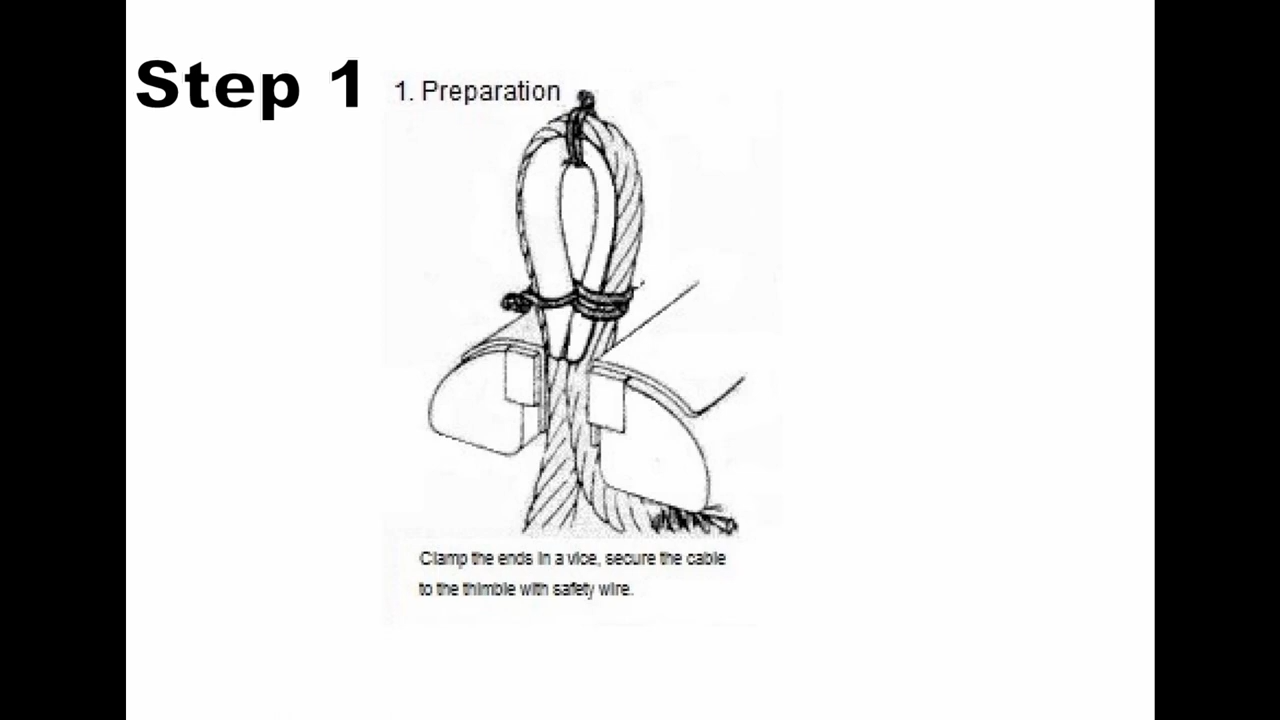 Step 1
1. Preparation
Clamp the ends in a vice, secure the cable
to the thimble with safety wire.